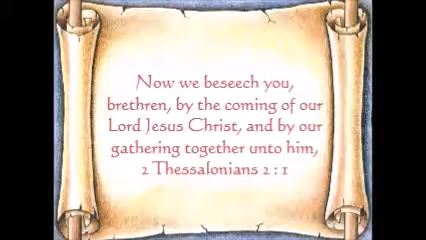 Now we beseech you,
brethren, by the coming of our
Lord Jesus Christ, and by our
gathering together unto him,
2 Thessalonians 2 : 1